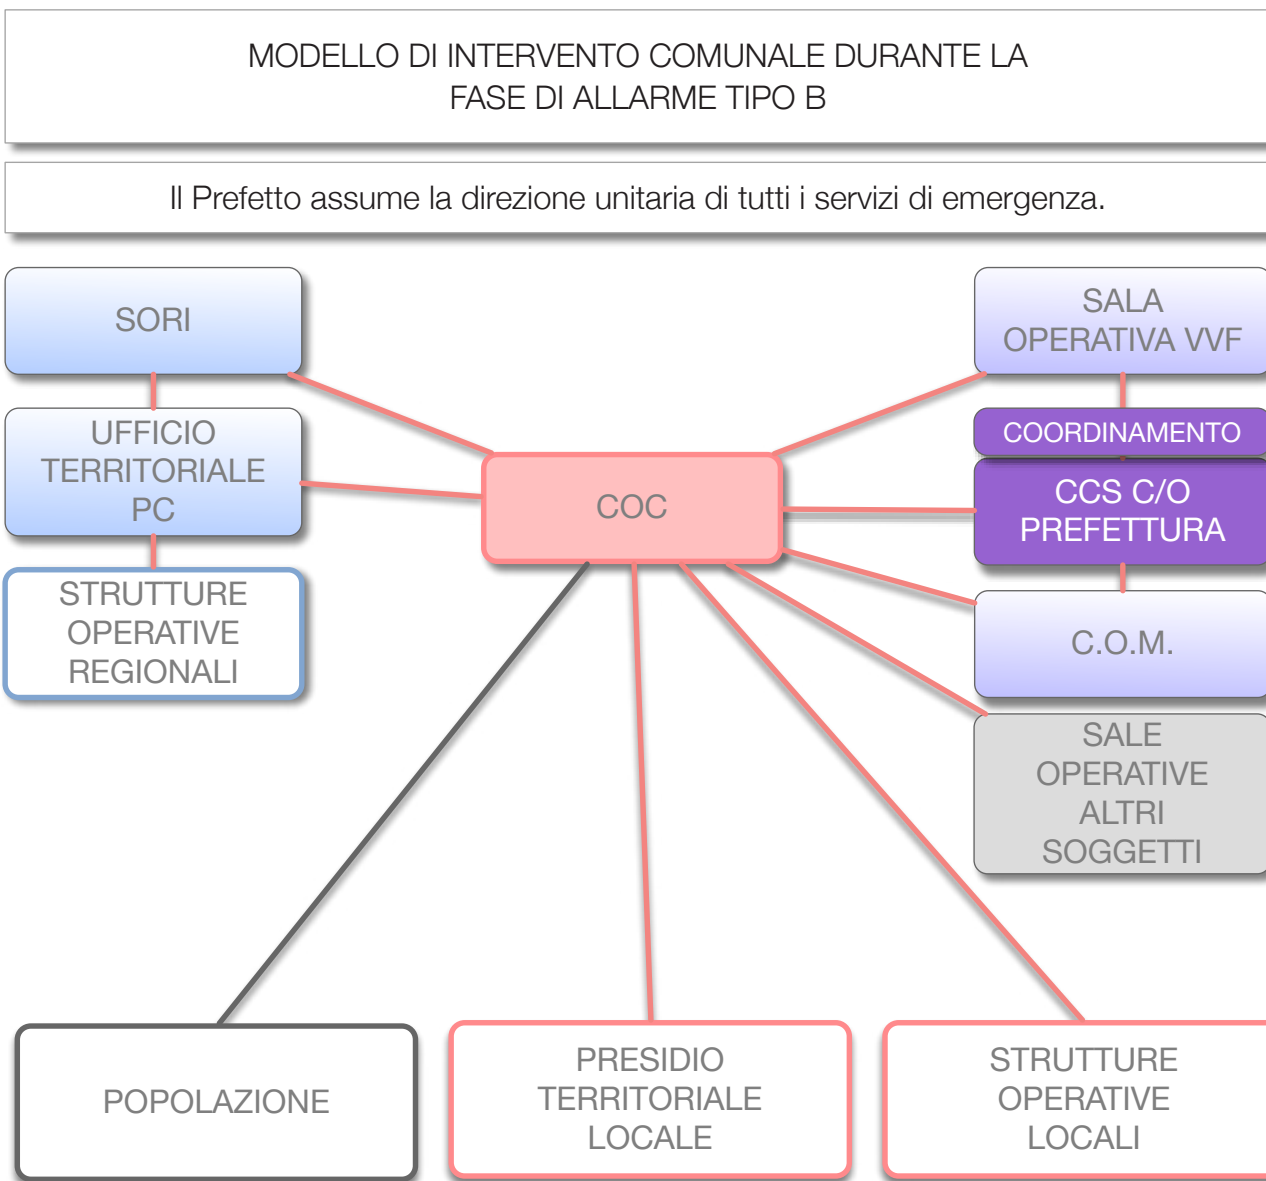 MODELLO DI INTERVENTO COMUNALE DURANTE LA
FASE DI ALLARME TIPO B
Il Prefetto assume la direzione unitaria di tutti i servizi di emergenza.
SORI
UFFICIO
TERRITORIALE
PC
STRUTTURE
OPERATIVE
REGIONALI
COC
SALA
OPERATIVA VVF
COORDINAMENTO
CCS C/O
PREFETTURA
C.O.M.
SALE
OPERATIVE
ALTRI
SOGGETTI
POPOLAZIONE
PRESIDIO
TERRITORIALE
LOCALE
STRUTTURE
OPERATIVE
LOCALI